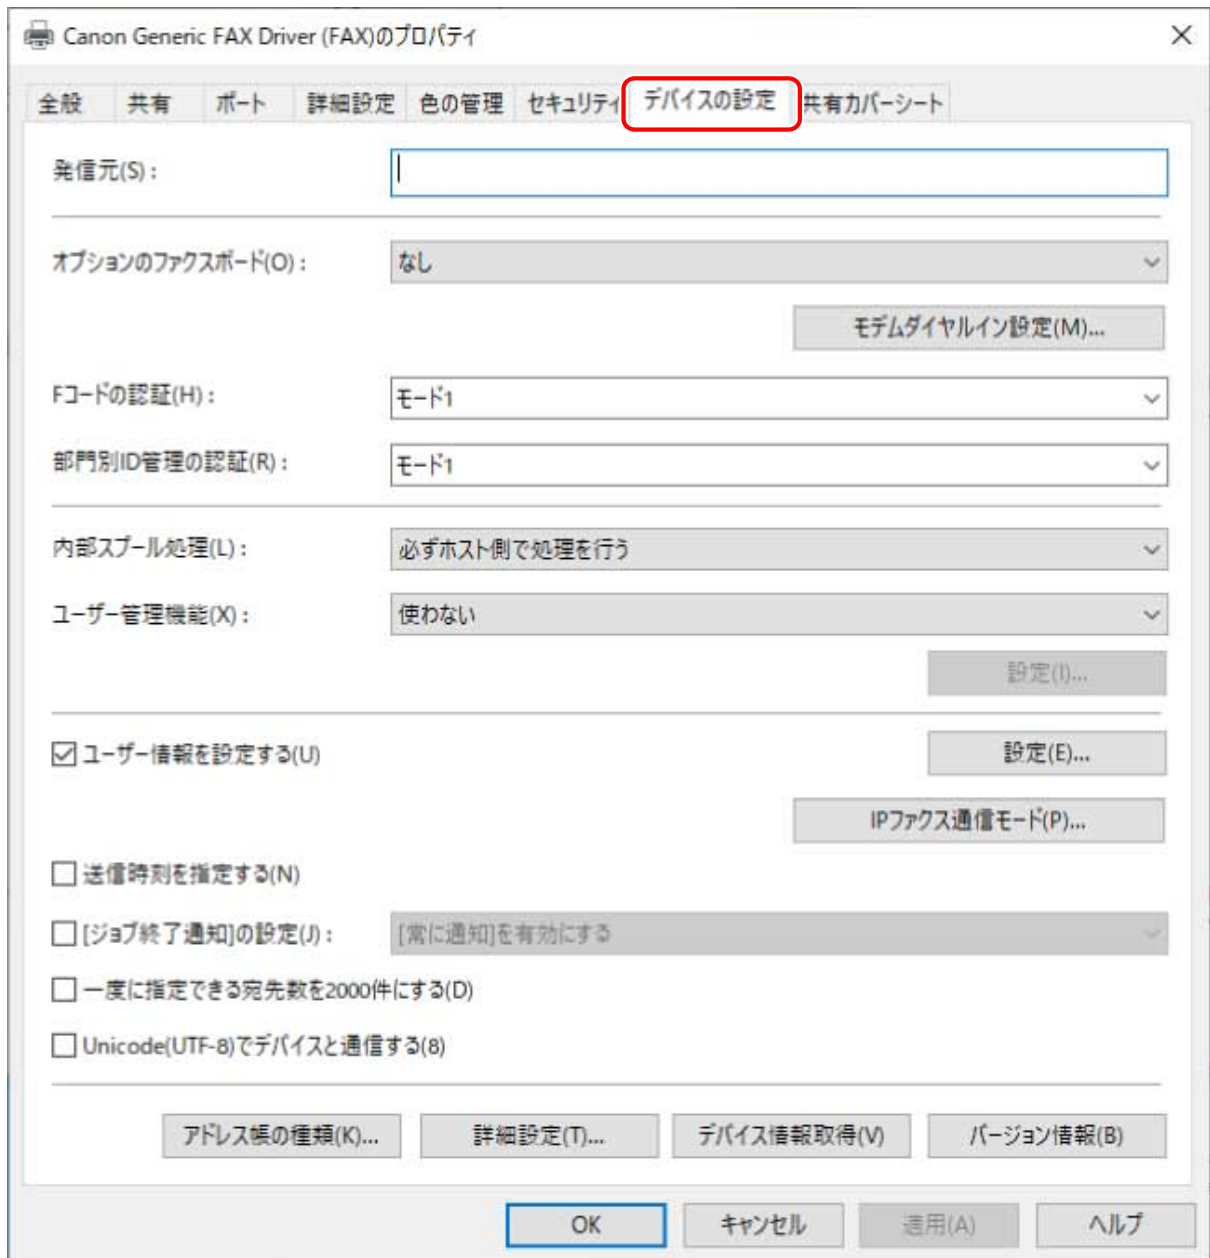 Canon Generic FAX Driver (FAX)のプロパティ
全般 共有 ポート 詳細設定 色の管理 セキュリティ デバイスの設定 共有カバーシート
発信元(S):
オプションのファクスボード(O): なし
モデムダイヤルイン設定(M)...
Fコードの認証(H): モード1
部門別ID管理の認証(R): モード1
内部スプール処理(L): 必ずホスト側で処理を行う
ユーザー管理機能(X): 使わない
設定(I)...
ユーザー情報を設定する(U) 設定(E)...
IPファクス通信モード(P)...
送信時刻を指定する(N)
[ジョブ終了通知]の設定(J): [常に通知]を有効にする
一度に指定できる宛先数を2000件にする(D)
Unicode(UTF-8)でデバイスと通信する(8)
アドレス帳の種類(K)... 詳細設定(T)... デバイス情報取得(V) バージョン情報(B)
OK キャンセル 適用(A) ヘルプ